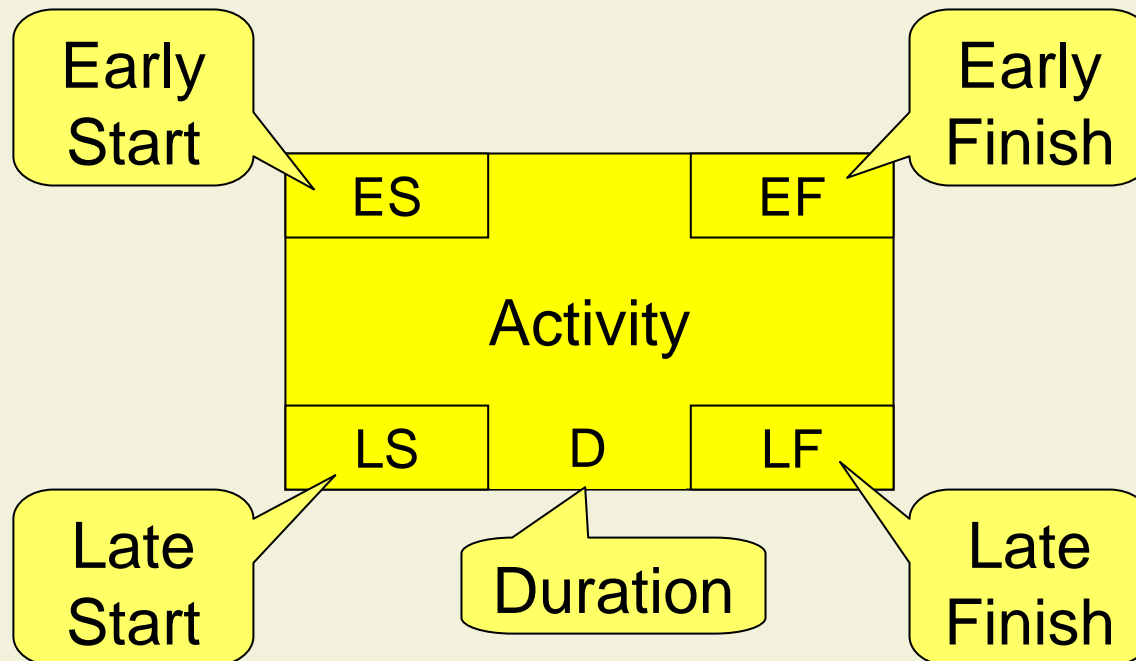 Early
Start
Early
Finish
ES
EF
Activity
LS
D
LF
Late
Start
Duration
Late
Finish